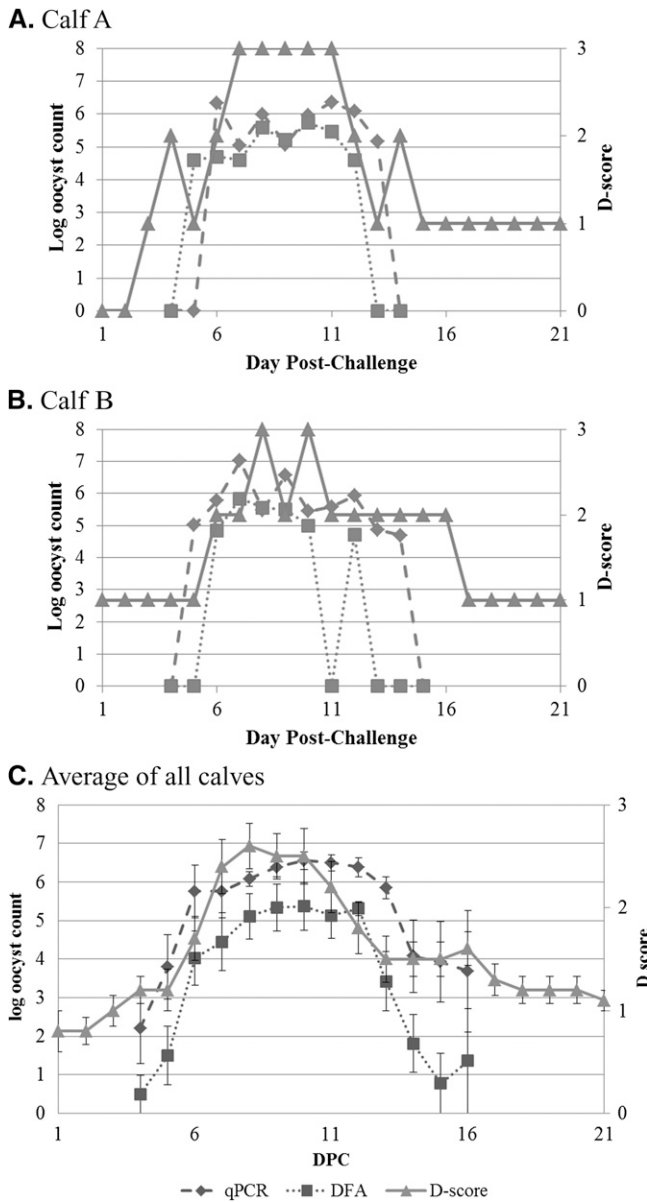 A. Calf A
8
7
6
5
4
3
2
1
0
Log oocyst count
3
2
1
0
D-score
1 6 11 16 21
Day Post-Challenge
B. Calf B
8
7
6
5
4
3
2
1
0
Log oocyst count
3
2
1
0
D-score
1 6 11 16 21
Day Post-Challenge
C. Average of all calves
8
7
6
5
4
3
2
1
0
log oocyst count
3
2
1
0
D score
1 6 11 16 21
DPC
qPCR DFA D-score